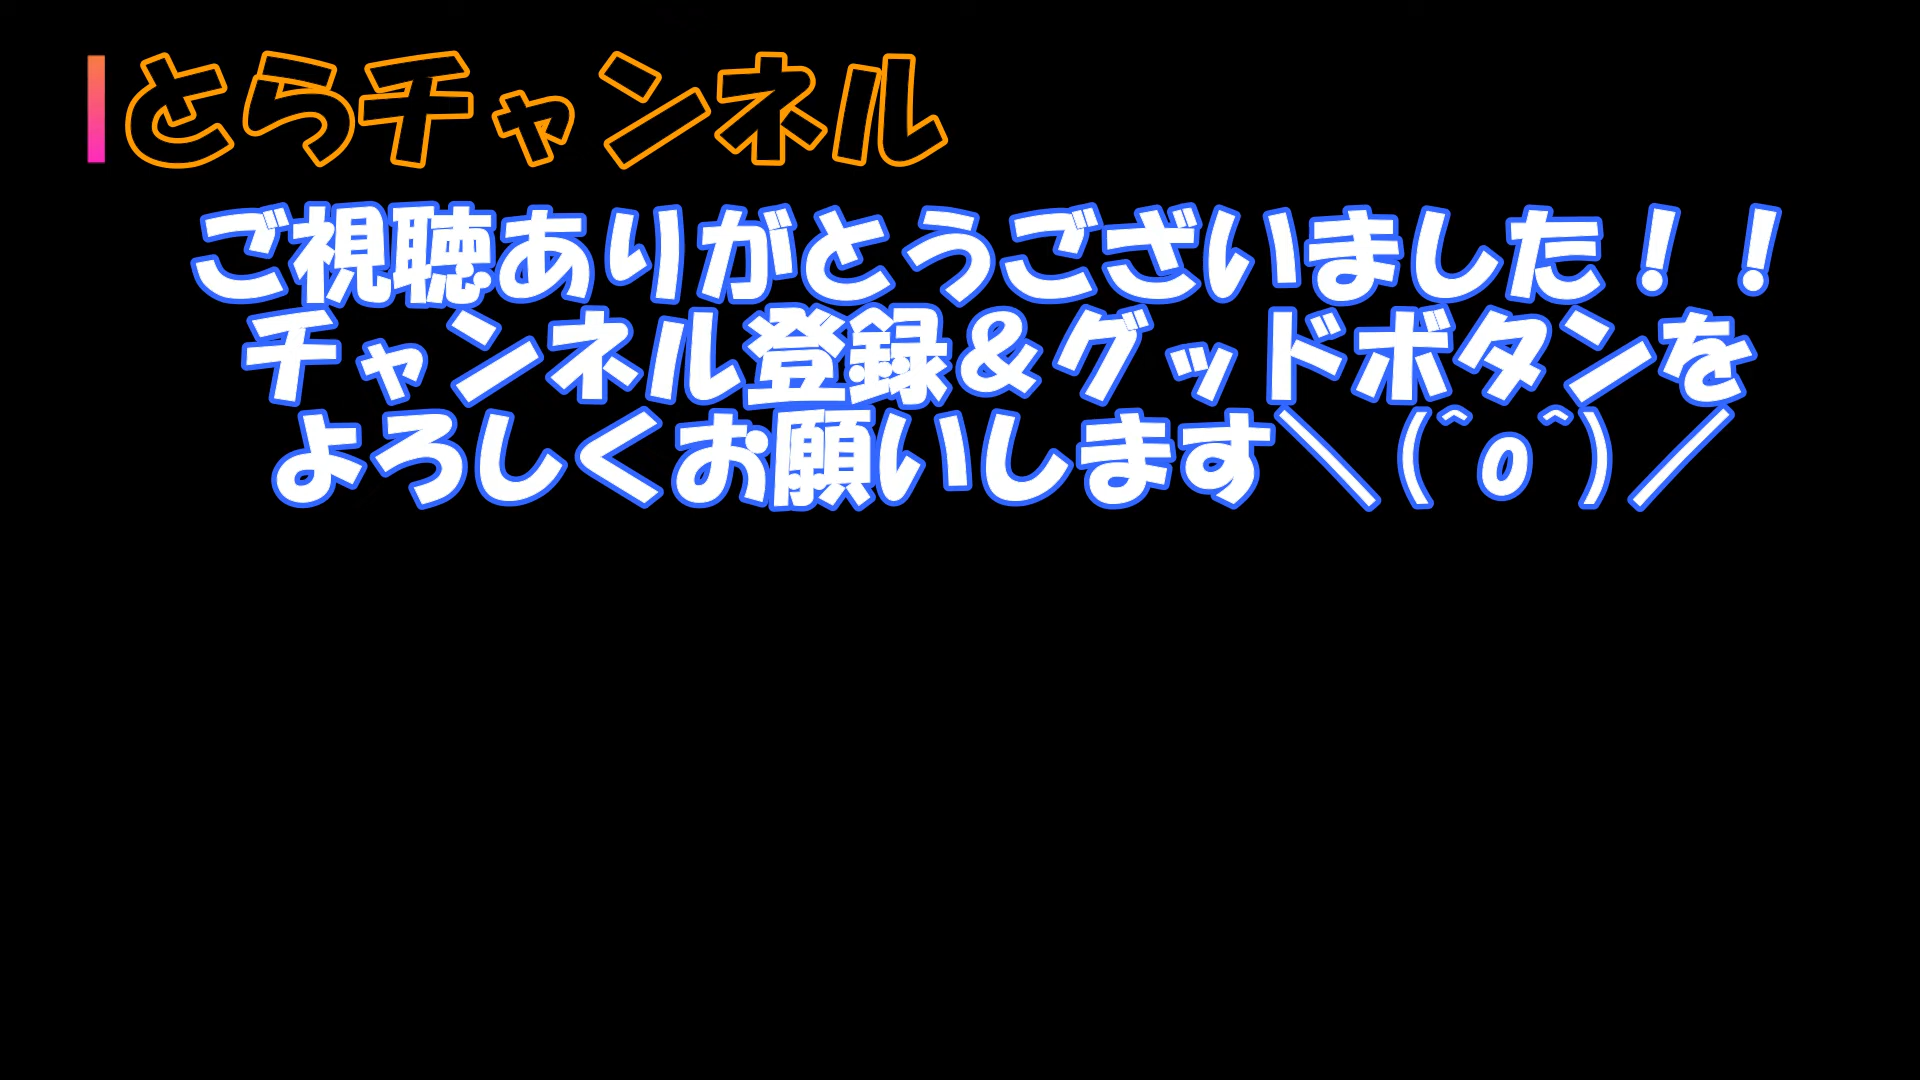 とらチャンネル
ご視聴ありがとうございました！！
チャンネル登録＆グッドボタンを
よろしくお願いします＼（＾ｏ＾）／